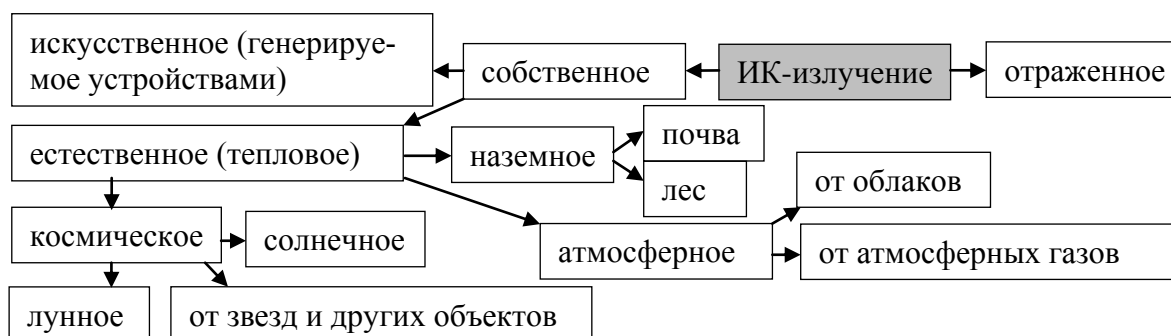 искусственное (генерируе-
мое устройствами)
собственное
ИК-излучение
отраженное
естественное (тепловое)
наземное
почва
лес
от облаков
космическое
солнечное
атмосферное
от атмосферных газов
лунное
от звезд и других объектов